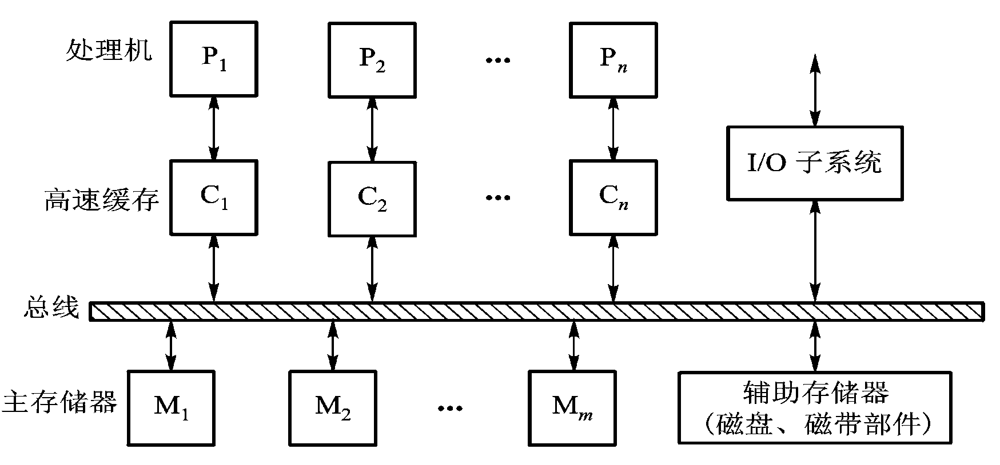 处理机 P1 P2 ... Pn
I/O 子系统
高速缓存 C1 C2 ... Cn
总线
主存储器 M1 M2 ... Mm
辅助存储器
(磁盘、磁带部件)